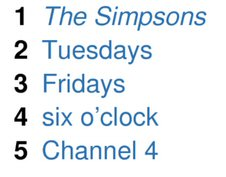 1 The Simpsons
2 Tuesdays
3 Fridays
4 six o’clock
5 Channel 4